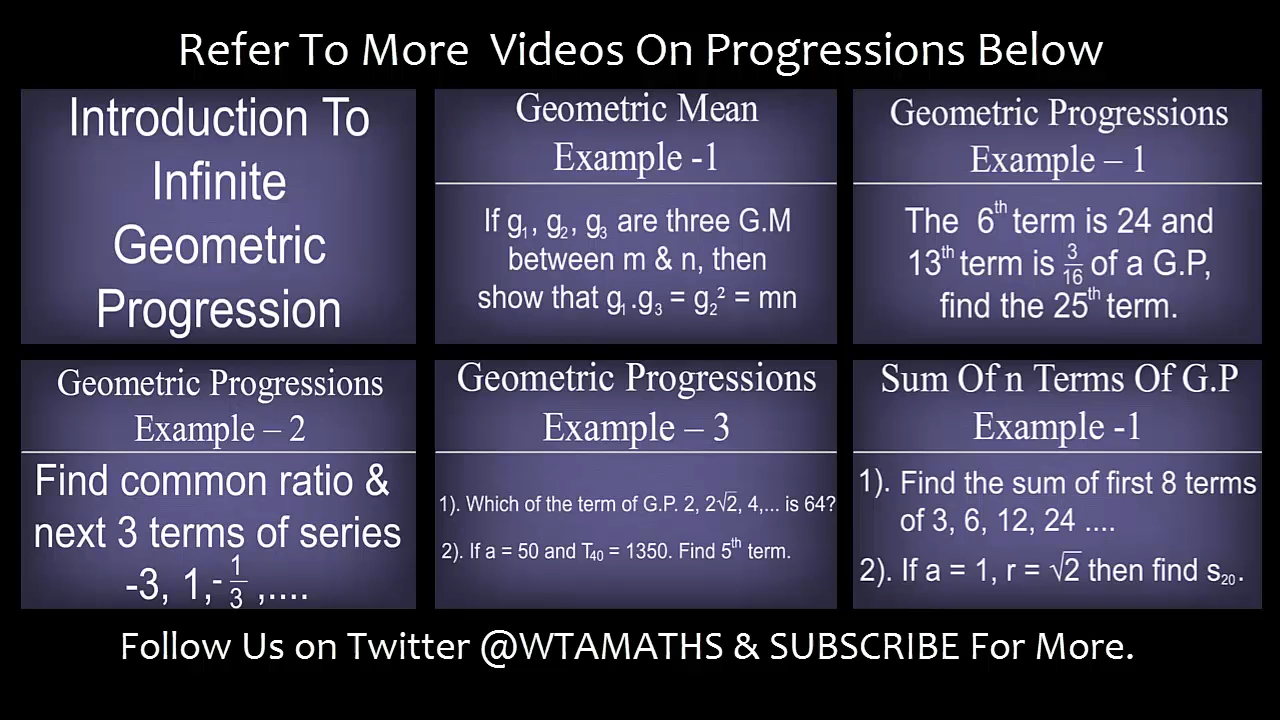 Refer To More Videos On Progressions Below
Introduction To
Infinite
Geometric
Progression
Geometric Mean
Example -1
If g₁, g₂, g₃ are three G.M
between m & n, then
show that g₁.g₃ = g₂² = mn
Geometric Progressions
Example – 1
The 6th term is 24 and
13th term is 3/16 of a G.P,
find the 25th term.
Geometric Progressions
Example – 2
Find common ratio &
next 3 terms of series
-3, 1,- 1/3 ,....
Geometric Progressions
Example – 3
1). Which of the term of G.P. 2, 2√2, 4,... is 64?
2). If a = 50 and T₄₀ = 1350. Find 5th term.
Sum Of n Terms Of G.P
Example -1
1). Find the sum of first 8 terms
of 3, 6, 12, 24 ....
2). If a = 1, r = √2 then find s₂₀.
Follow Us on Twitter @WTAMATHS & SUBSCRIBE For More.